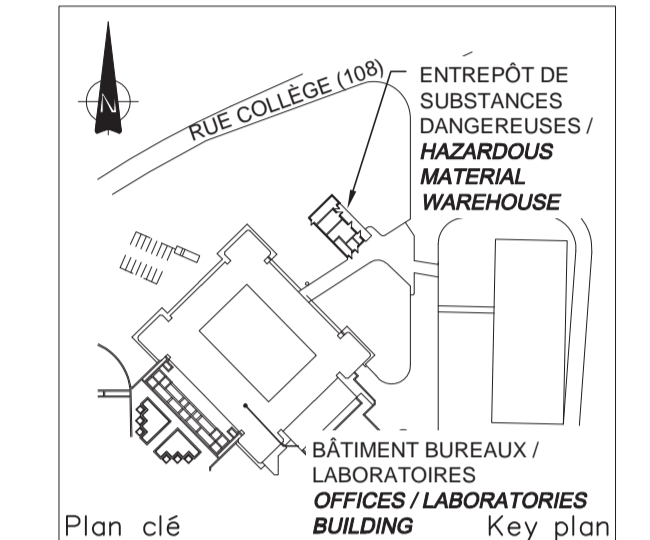 N
RUE COLLÈGE (108)
ENTREPÔT DE
SUBSTANCES
DANGEREUSES /
HAZARDOUS
MATERIAL
WAREHOUSE
BÂTIMENT BUREAUX /
LABORATOIRES
OFFICES / LABORATORIES
BUILDING
Plan clé
Key plan